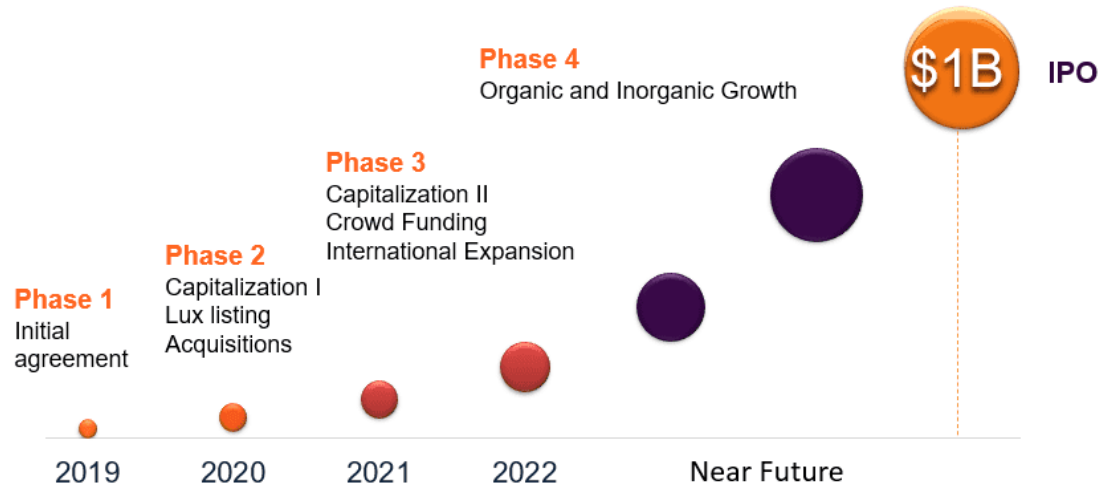 Phase 4
Organic and Inorganic Growth
$1B
IPO
Phase 3
Capitalization II
Crowd Funding
International Expansion
Phase 2
Capitalization I
Lux listing
Acquisitions
Phase 1
Initial
agreement
2019
2020
2021
2022
Near Future